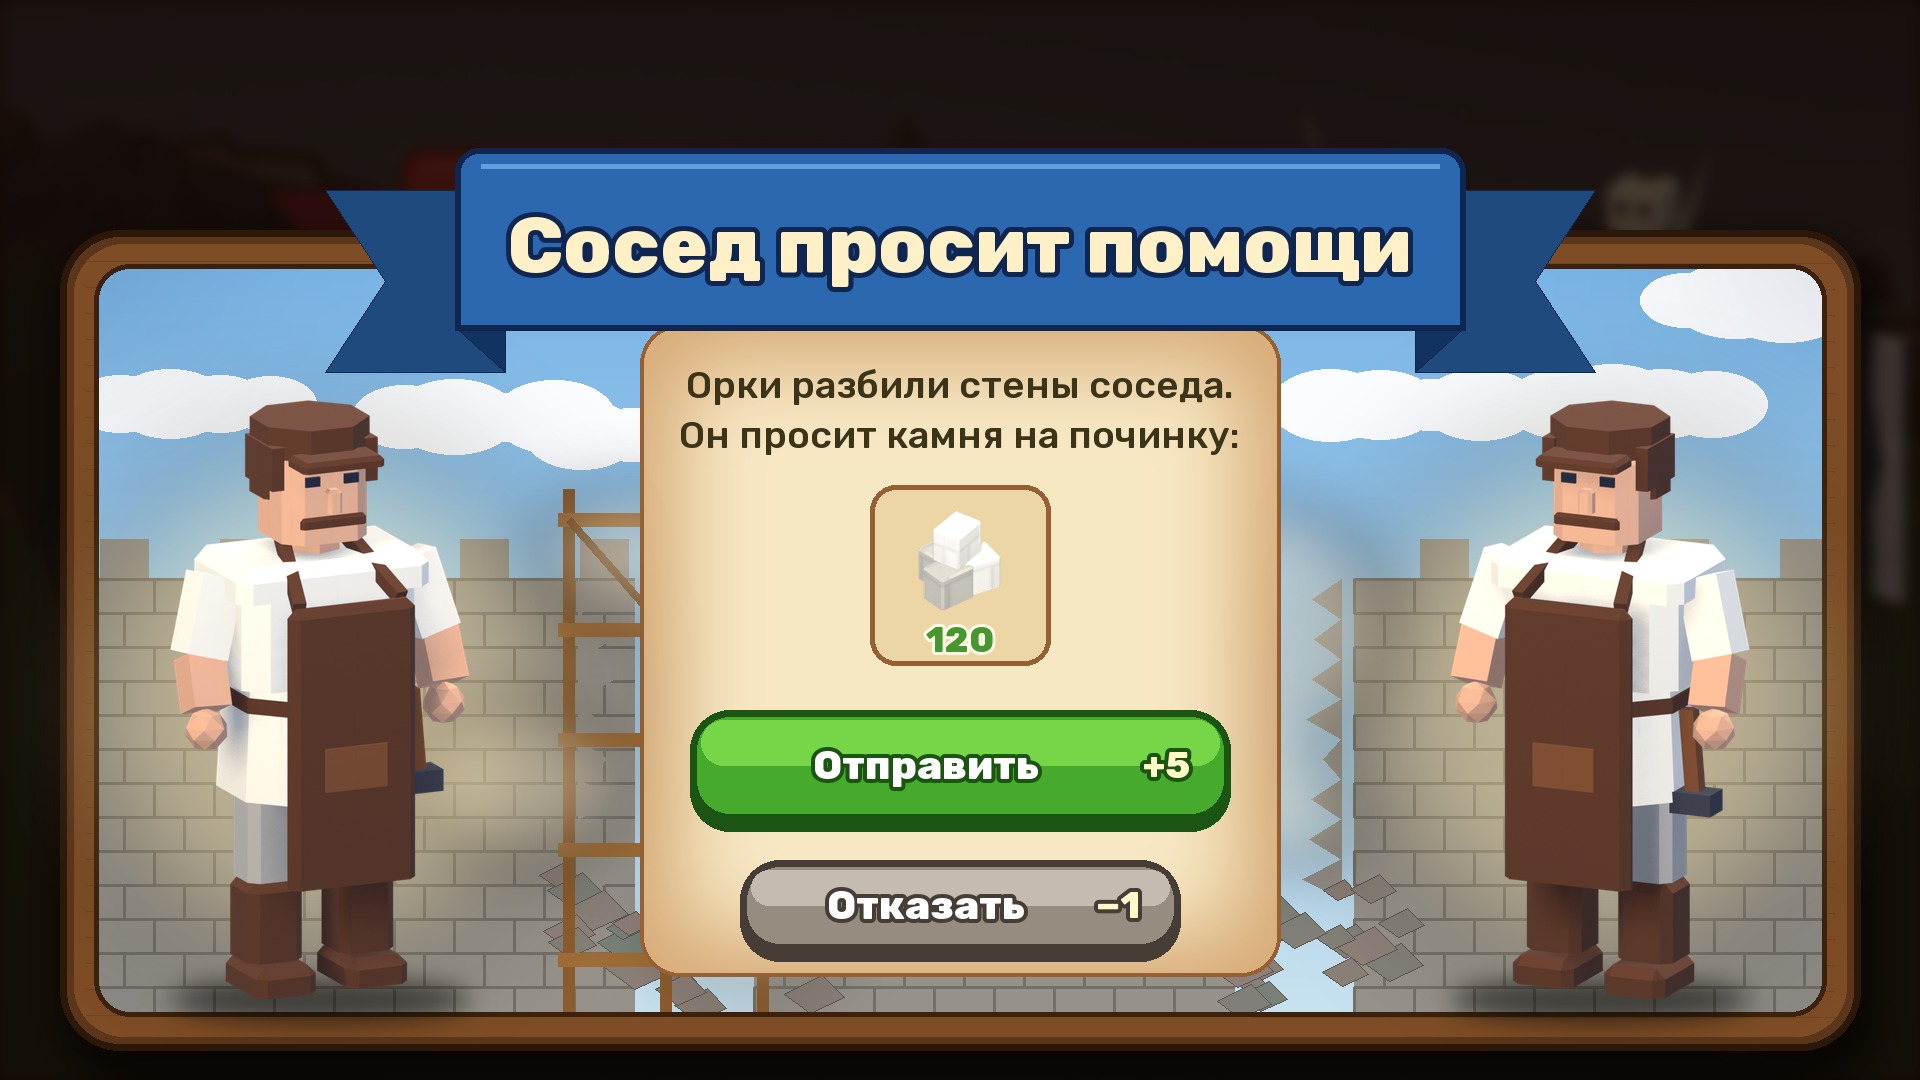 Сосед просит помощи
Орки разбили стены соседа.
Он просит камня на починку:
120
Отправить +5
Отказать −1